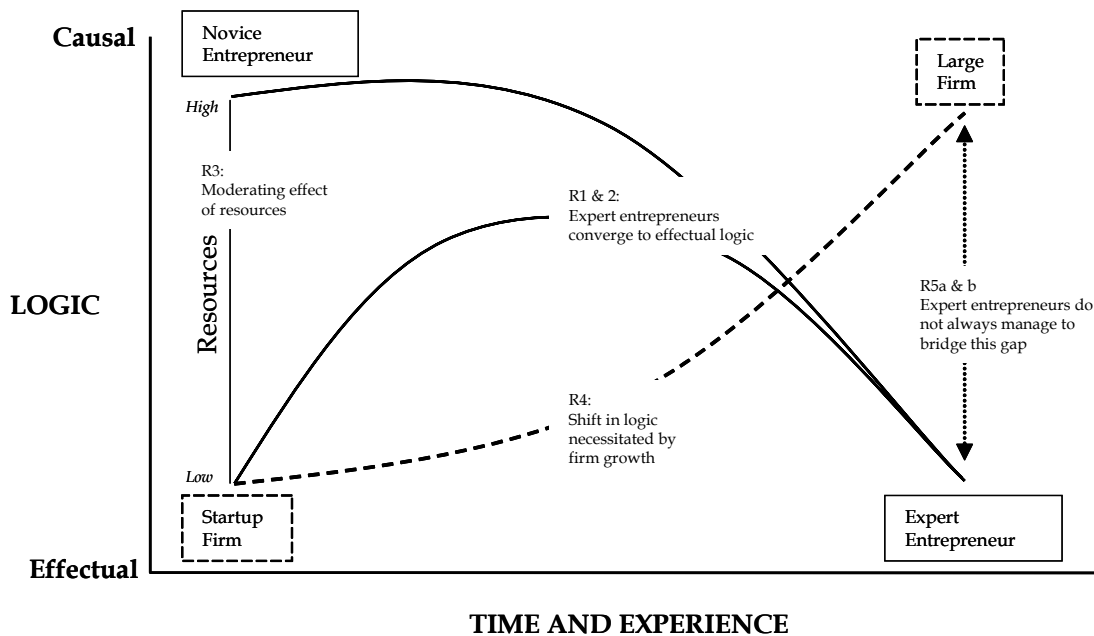 Causal
Novice
Entrepreneur
Large
Firm
High
R3:
Moderating effect
of resources
R1 & 2:
Expert entrepreneurs
converge to effectual logic
Resources
LOGIC
R5a & b
Expert entrepreneurs do
not always manage to
bridge this gap
R4:
Shift in logic
necessitated by
firm growth
Low
Startup
Firm
Expert
Entrepreneur
Effectual
TIME AND EXPERIENCE